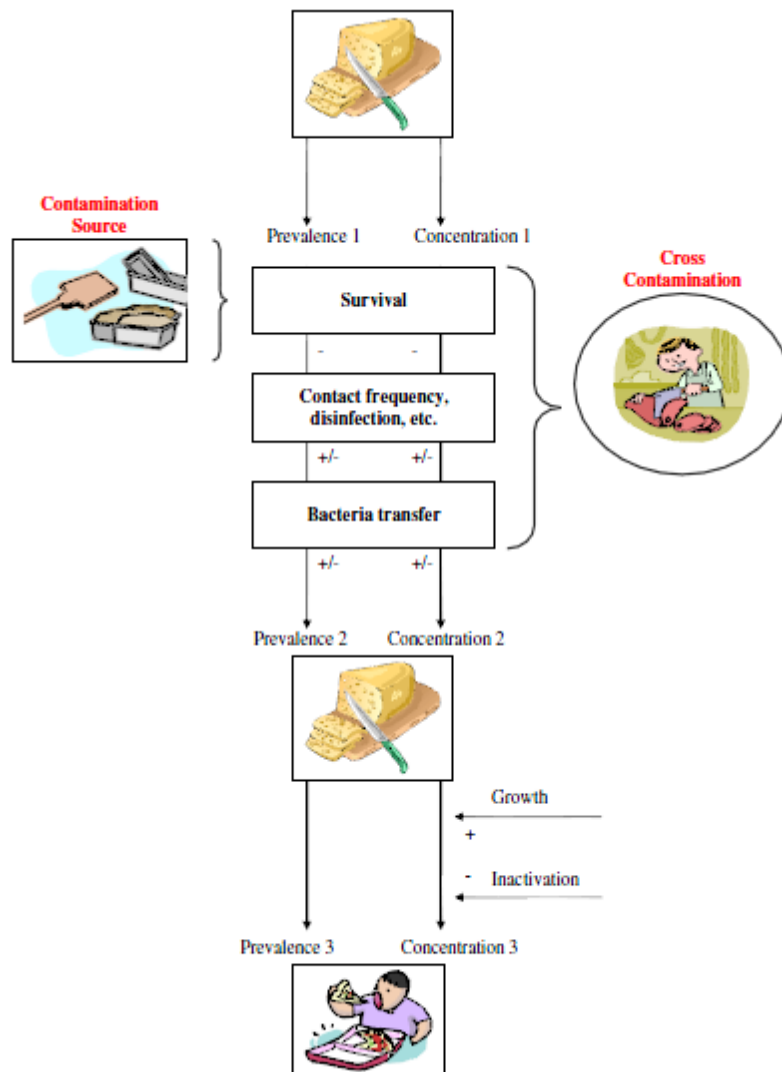 Contamination
Source
Prevalence 1
Concentration 1
Cross
Contamination
Survival
-
-
Contact frequency,
disinfection, etc.
+/-
+/-
Bacteria transfer
+/-
+/-
Prevalence 2
Concentration 2
Growth
+
-
Inactivation
Prevalence 3
Concentration 3